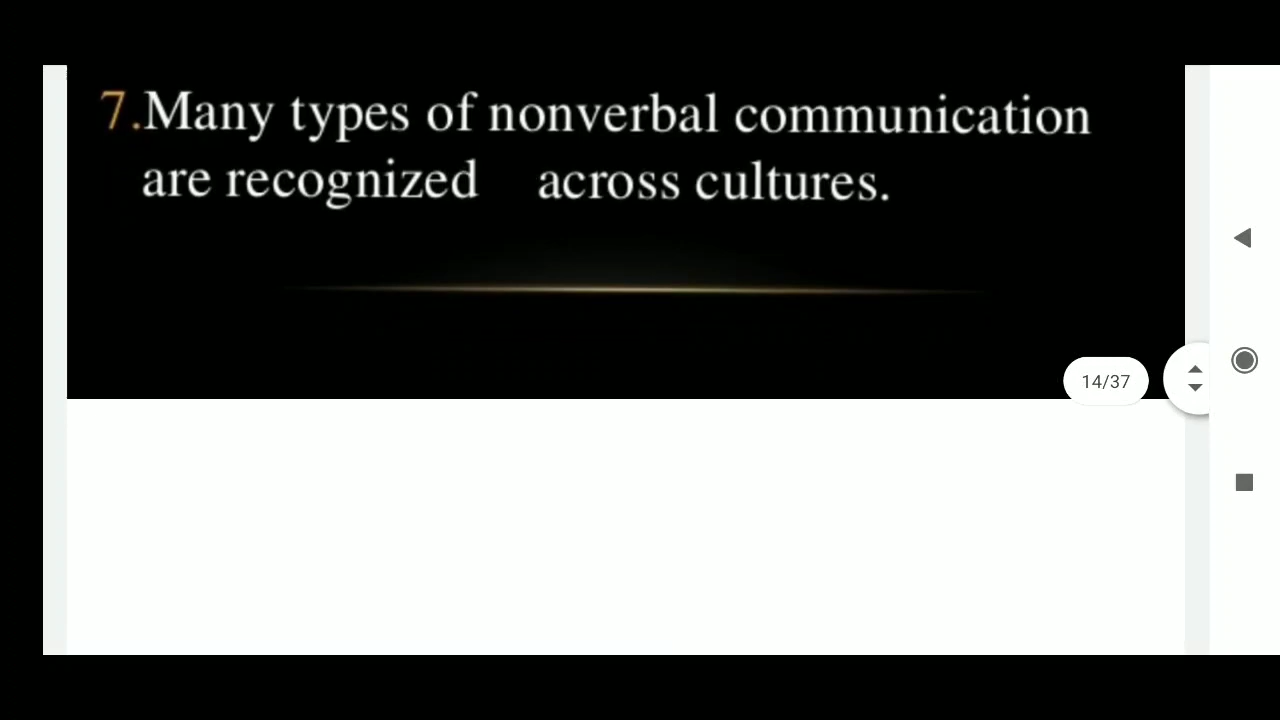 7.Many types of nonverbal communication
are recognized across cultures.
14/37